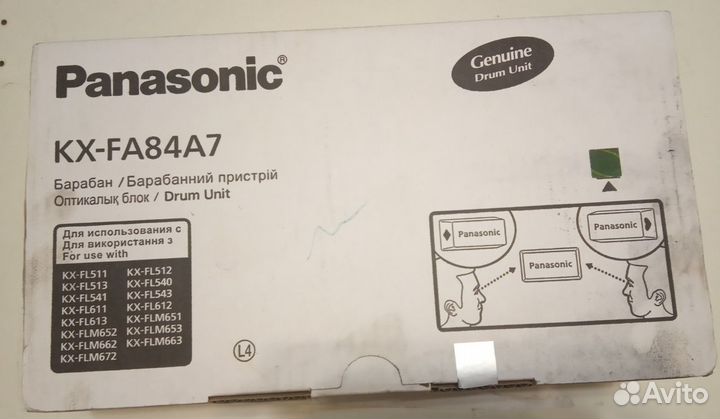 Panasonic®
Genuine
Drum Unit
KX-FA84A7
Барабан / Барабанний пристрій
Оптикалық блок / Drum Unit
Для использования с
Для використання з
For use with
KX-FL511 KX-FL512
KX-FL513 KX-FL540
KX-FL541 KX-FL543
KX-FL611 KX-FL612
KX-FL613 KX-FLM651
KX-FLM652 KX-FLM653
KX-FLM662 KX-FLM663
KX-FLM672
Panasonic
Panasonic
Panasonic
L4
Avito